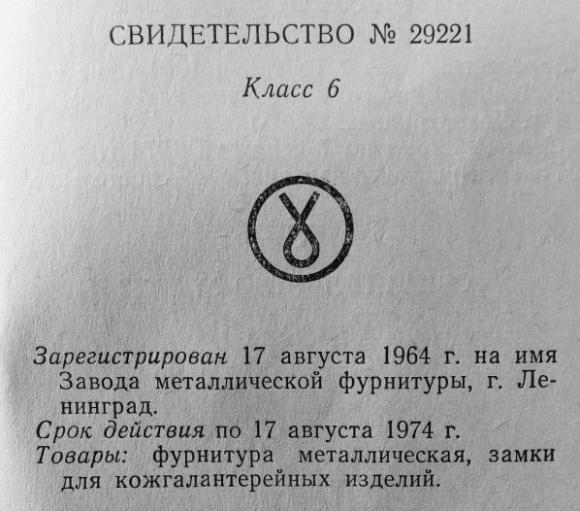 СВИДЕТЕЛЬСТВО № 29221
Класс 6
Зарегистрирован 17 августа 1964 г. на имя
Завода металлической фурнитуры, г. Ле-
нинград.
Срок действия по 17 августа 1974 г.
Товары: фурнитура металлическая, замки
для кожгалантерейных изделий.